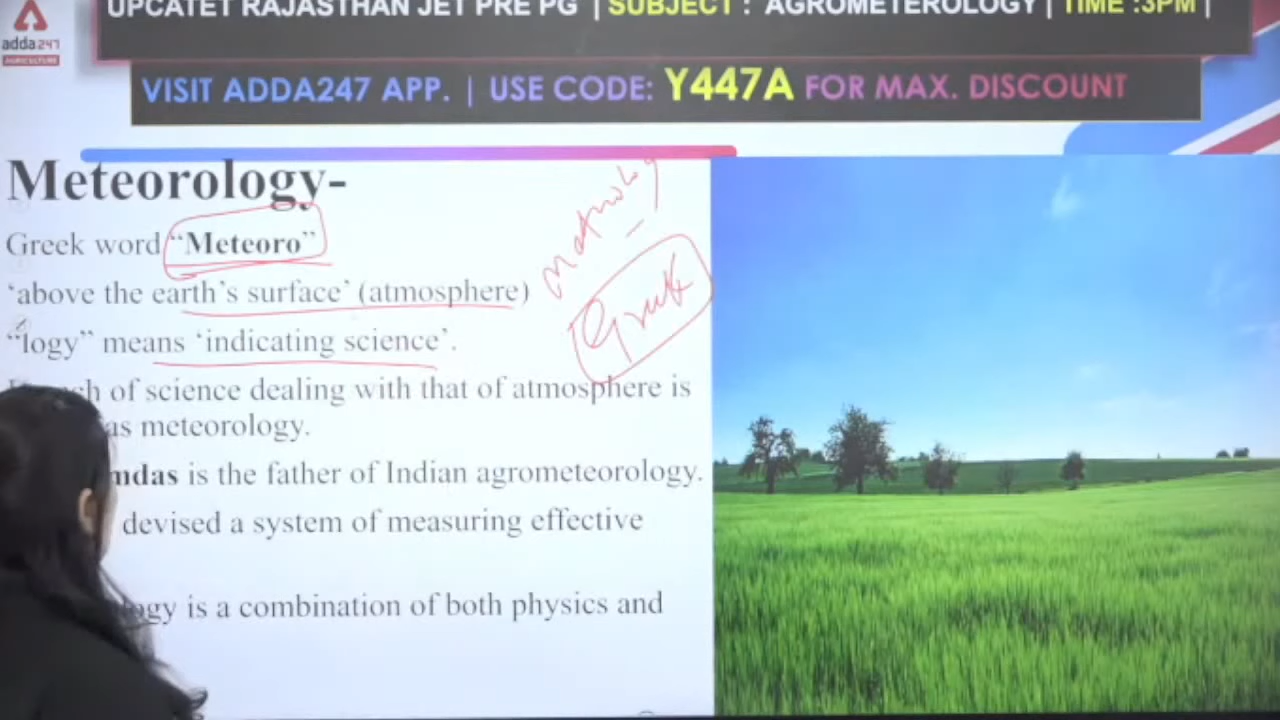 UPCATET RAJASTHAN JET PRE PG | SUBJECT : AGROMETEROLOGY | TIME :3PM |
adda247
AGRICULTURE
VISIT ADDA247 APP. | USE CODE: Y447A FOR MAX. DISCOUNT
Meteorology-
Greek word “Meteoro”
‘above the earth’s surface’ (atmosphere)
“logy” means ‘indicating science’.
of science dealing with that of atmosphere is
as meteorology.
is the father of Indian agrometeorology.
devised a system of measuring effective
is a combination of both physics and
Greek